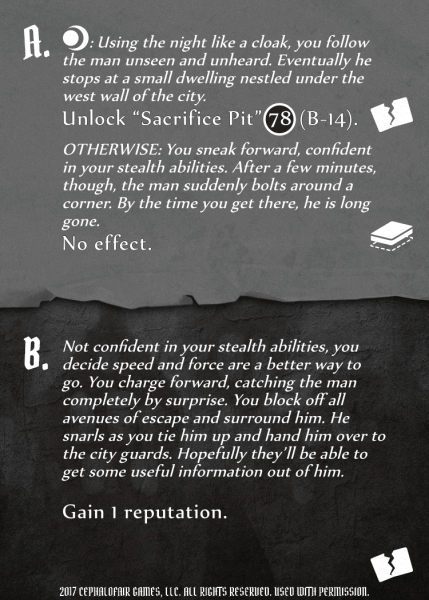 A. : Using the night like a cloak, you follow
the man unseen and unheard. Eventually he
stops at a small dwelling nestled under the
west wall of the city.
Unlock “Sacrifice Pit” 78 (B-14).
OTHERWISE: You sneak forward, confident
in your stealth abilities. After a few minutes,
though, the man suddenly bolts around a
corner. By the time you get there, he is long
gone.
No effect.
B. Not confident in your stealth abilities, you
decide speed and force are a better way to
go. You charge forward, catching the man
completely by surprise. You block off all
avenues of escape and surround him. He
snarls as you tie him up and hand him over to
the city guards. Hopefully they’ll be able to
get some useful information out of him.
Gain 1 reputation.
2017 CEPHALOFAIR GAMES, LLC. ALL RIGHTS RESERVED. USED WITH PERMISSION.